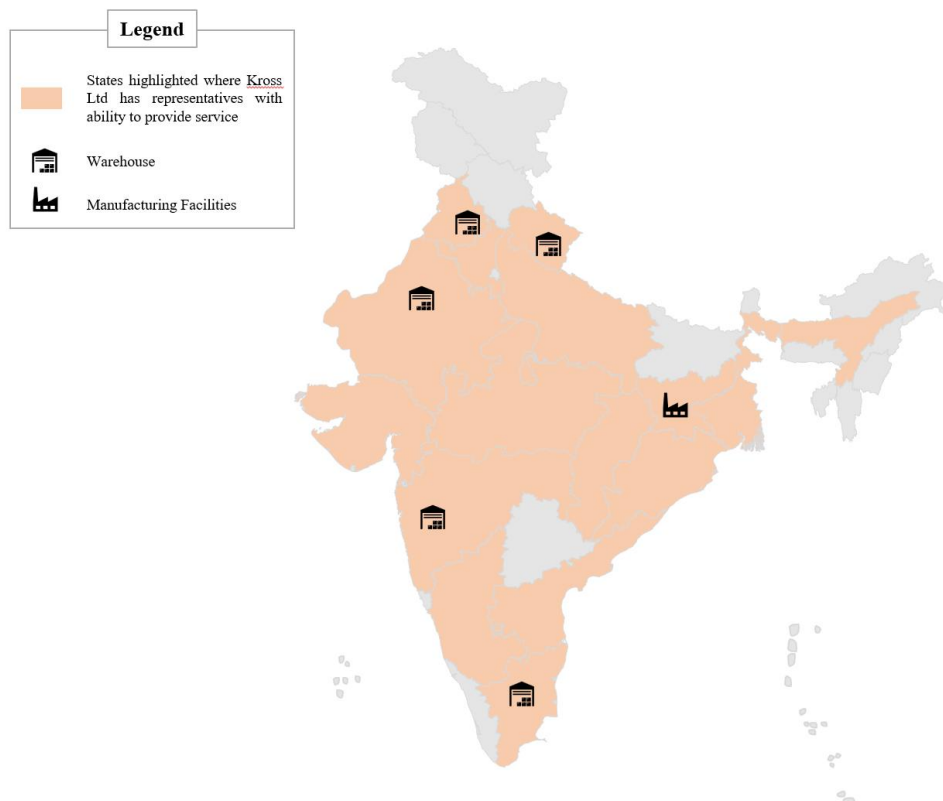 Legend
States highlighted where Kross
Ltd has representatives with
ability to provide service
Warehouse
Manufacturing Facilities